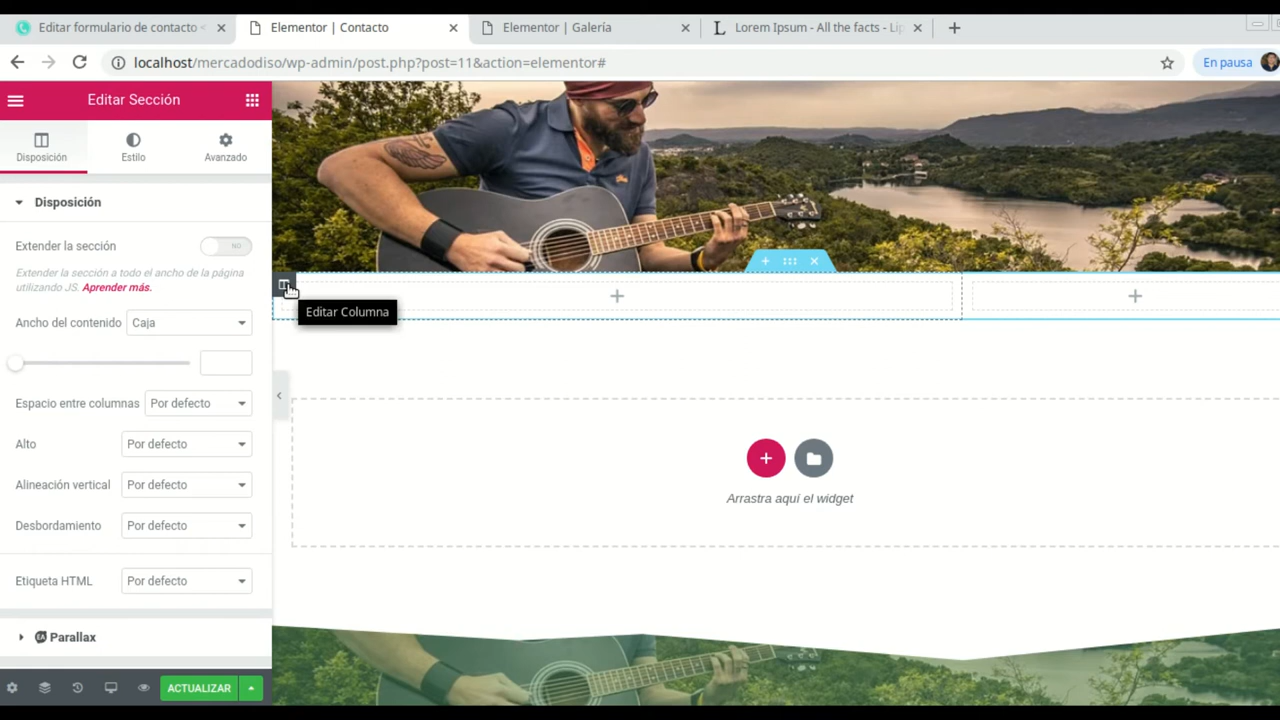 Editar formulario de contacto <
Elementor | Contacto
Elementor | Galería
Lorem Ipsum - All the facts - Lip
localhost/mercadodiso/wp-admin/post.php?post=11&action=elementor#
En pausa
Editar Sección
Disposición
Estilo
Avanzado
Disposición
Extender la sección
NO
Extender la sección a todo el ancho de la página
utilizando JS. Aprender más.
Editar Columna
Ancho del contenido
Caja
Espacio entre columnas
Por defecto
Alto
Por defecto
Alineación vertical
Por defecto
Desbordamiento
Por defecto
Arrastra aquí el widget
Etiqueta HTML
Por defecto
EA Parallax
ACTUALIZAR